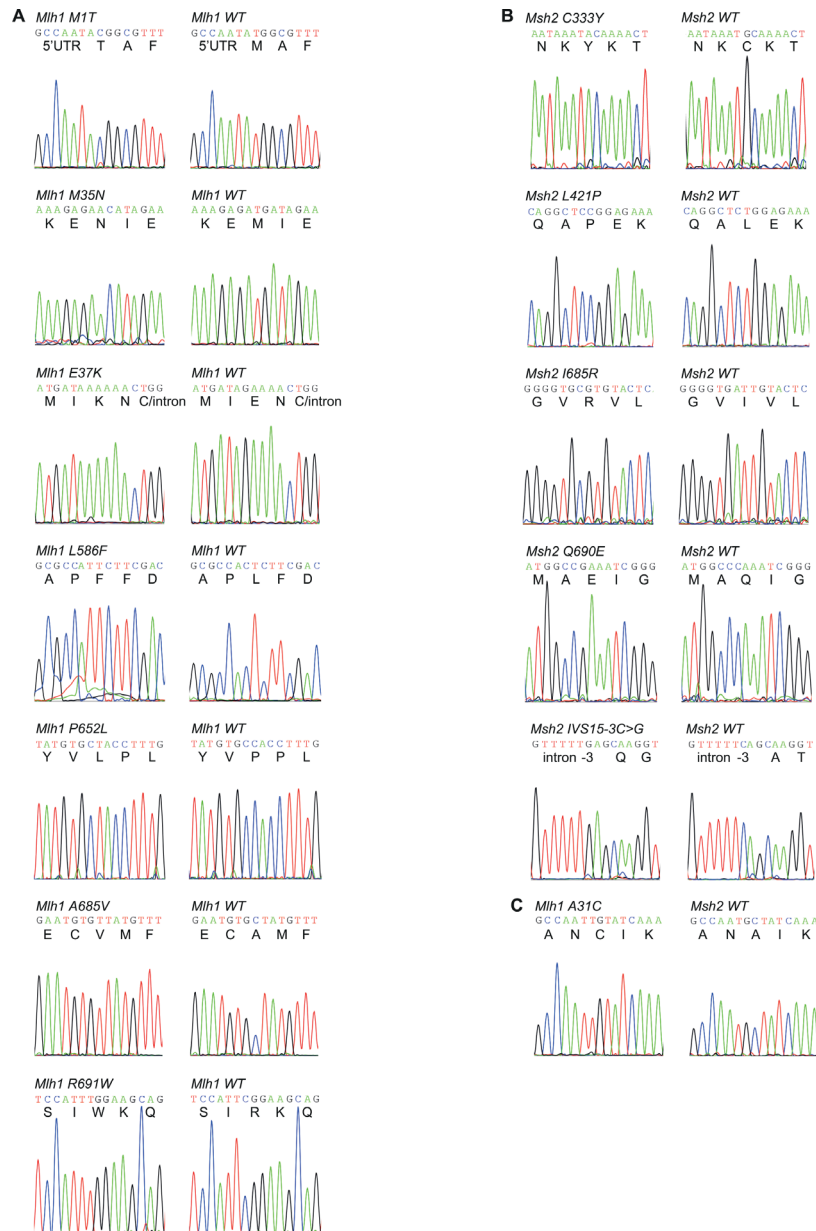 A
Mlh1 M1T Mlh1 WT
GCCAATACGGCGTTT GCCAATATGGCGTTT
5'UTR T A F 5'UTR M A F
Mlh1 M35N Mlh1 WT
AAAGAGAACATAGAA AAAGAGATGATAGAA
K E N I E K E M I E
Mlh1 E37K Mlh1 WT
ATGATAAAAAACTGG ATGATAGAAAACTGG
M I K N C/intron M I E N C/intron
Mlh1 L586F Mlh1 WT
GCGCCATTCTTCGAC GCGCCACTCTTCGAC
A P F F D A P L F D
Mlh1 P652L Mlh1 WT
TATGTGCTACCTTTG TATGTGCCACCTTTG
Y V L P L Y V P P L
Mlh1 A685V Mlh1 WT
GAATGTGTTATGTTT GAATGTGCTATGTTT
E C V M F E C A M F
Mlh1 R691W Mlh1 WT
TCCATTTGGAAGCAG TCCATTCGGAAGCAG
S I W K Q S I R K Q
B
Msh2 C333Y Msh2 WT
AATAAATACAAAACT AATAAATGCAAAACT
N K Y K T N K C K T
Msh2 L421P Msh2 WT
CAGGCTCCGGAGAAA CAGGCTCTGGAGAAA
Q A P E K Q A L E K
Msh2 I685R Msh2 WT
GGGGTGCGTGTACTC. GGGGTGATTGTACTC
G V R V L G V I V L
Msh2 Q690E Msh2 WT
ATGGCCGAAATCGGG ATGGCCCAAATCGGG
M A E I G M A Q I G
Msh2 IVS15-3C>G Msh2 WT
GTTTTTGAGCAAGGT GTTTTTCAGCAAGGT
intron -3 Q G intron -3 A T
C
Mlh1 A31C Msh2 WT
GCCAATTGTATCAAA GCCAATGCTATCAAA
A N C I K A N A I K